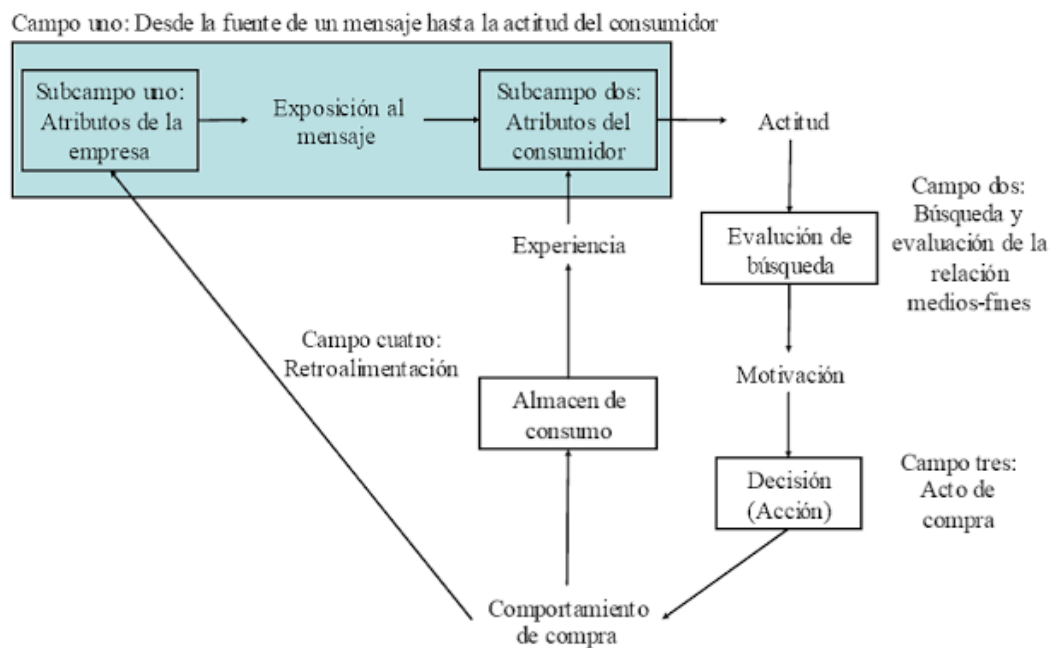 Campo uno: Desde la fuente de un mensaje hasta la actitud del consumidor
Subcampo uno:
Atributos de la
empresa
Exposición al
mensaje
Subcampo dos:
Atributos del
consumidor
Actitud
Campo dos:
Búsqueda y
evaluación de la
relación
medios-fines
Evalución de
búsqueda
Experiencia
Campo cuatro:
Retroalimentación
Motivación
Almacen de
consumo
Decisión
(Acción)
Campo tres:
Acto de
compra
Comportamiento
de compra